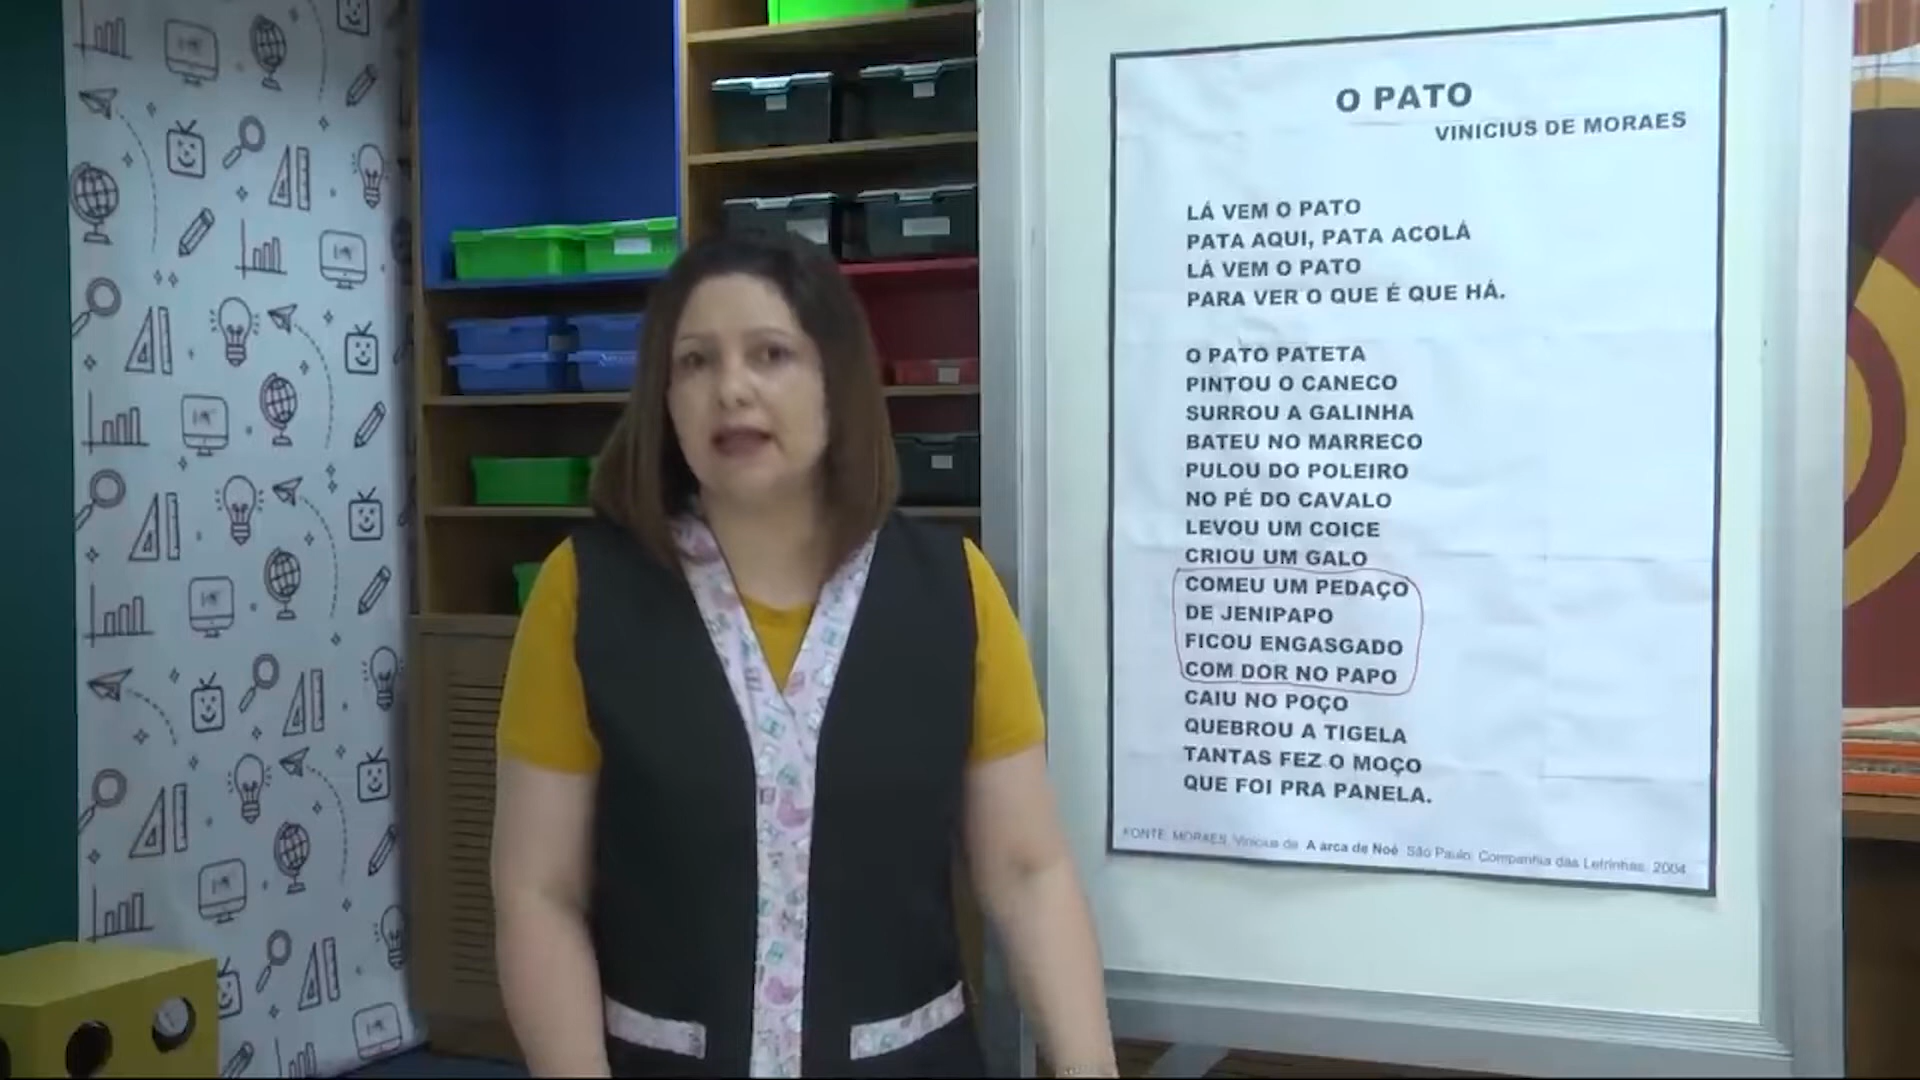 O PATO
VINICIUS DE MORAES
LÁ VEM O PATO
PATA AQUI, PATA ACOLÁ
LÁ VEM O PATO
PARA VER O QUE É QUE HÁ.
O PATO PATETA
PINTOU O CANECO
SURROU A GALINHA
BATEU NO MARRECO
PULOU DO POLEIRO
NO PÉ DO CAVALO
LEVOU UM COICE
CRIOU UM GALO
COMEU UM PEDAÇO
DE JENIPAPO
FICOU ENGASGADO
COM DOR NO PAPO
CAIU NO POÇO
QUEBROU A TIGELA
TANTAS FEZ O MOÇO
QUE FOI PRA PANELA.
FONTE: MORAES, Vinicius de. A arca de Noé. São Paulo: Companhia das Letrinhas, 2004